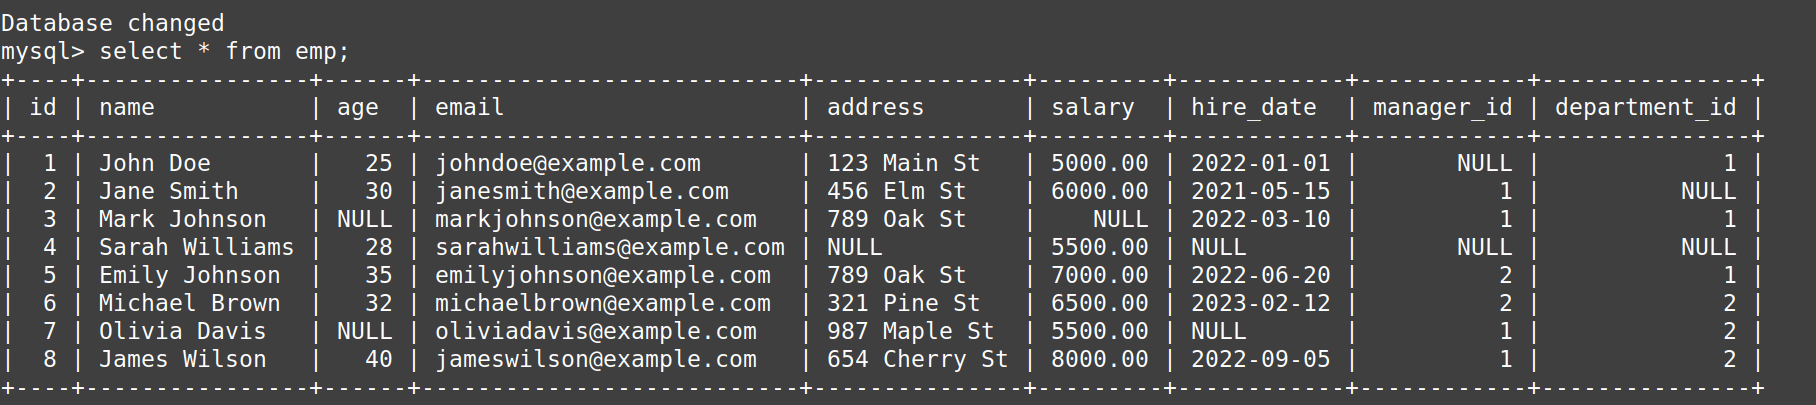 Database changed
mysql> select * from emp;
+----+----------------+------+---------------------------+---------------+---------+------------+------------+---------------+
| id | name           | age  | email                     | address       | salary  | hire_date  | manager_id | department_id |
+----+----------------+------+---------------------------+---------------+---------+------------+------------+---------------+
|  1 | John Doe       |   25 | johndoe@example.com       | 123 Main St   | 5000.00 | 2022-01-01 |       NULL |             1 |
|  2 | Jane Smith     |   30 | janesmith@example.com     | 456 Elm St    | 6000.00 | 2021-05-15 |          1 |          NULL |
|  3 | Mark Johnson   | NULL | markjohnson@example.com   | 789 Oak St    |    NULL | 2022-03-10 |          1 |             1 |
|  4 | Sarah Williams |   28 | sarahwilliams@example.com | NULL          | 5500.00 | NULL       |       NULL |          NULL |
|  5 | Emily Johnson  |   35 | emilyjohnson@example.com  | 789 Oak St    | 7000.00 | 2022-06-20 |          2 |             1 |
|  6 | Michael Brown  |   32 | michaelbrown@example.com  | 321 Pine St   | 6500.00 | 2023-02-12 |          2 |             2 |
|  7 | Olivia Davis   | NULL | oliviadavis@example.com   | 987 Maple St  | 5500.00 | NULL       |          1 |             2 |
|  8 | James Wilson   |   40 | jameswilson@example.com   | 654 Cherry St | 8000.00 | 2022-09-05 |          1 |             2 |
+----+----------------+------+---------------------------+---------------+---------+------------+------------+---------------+